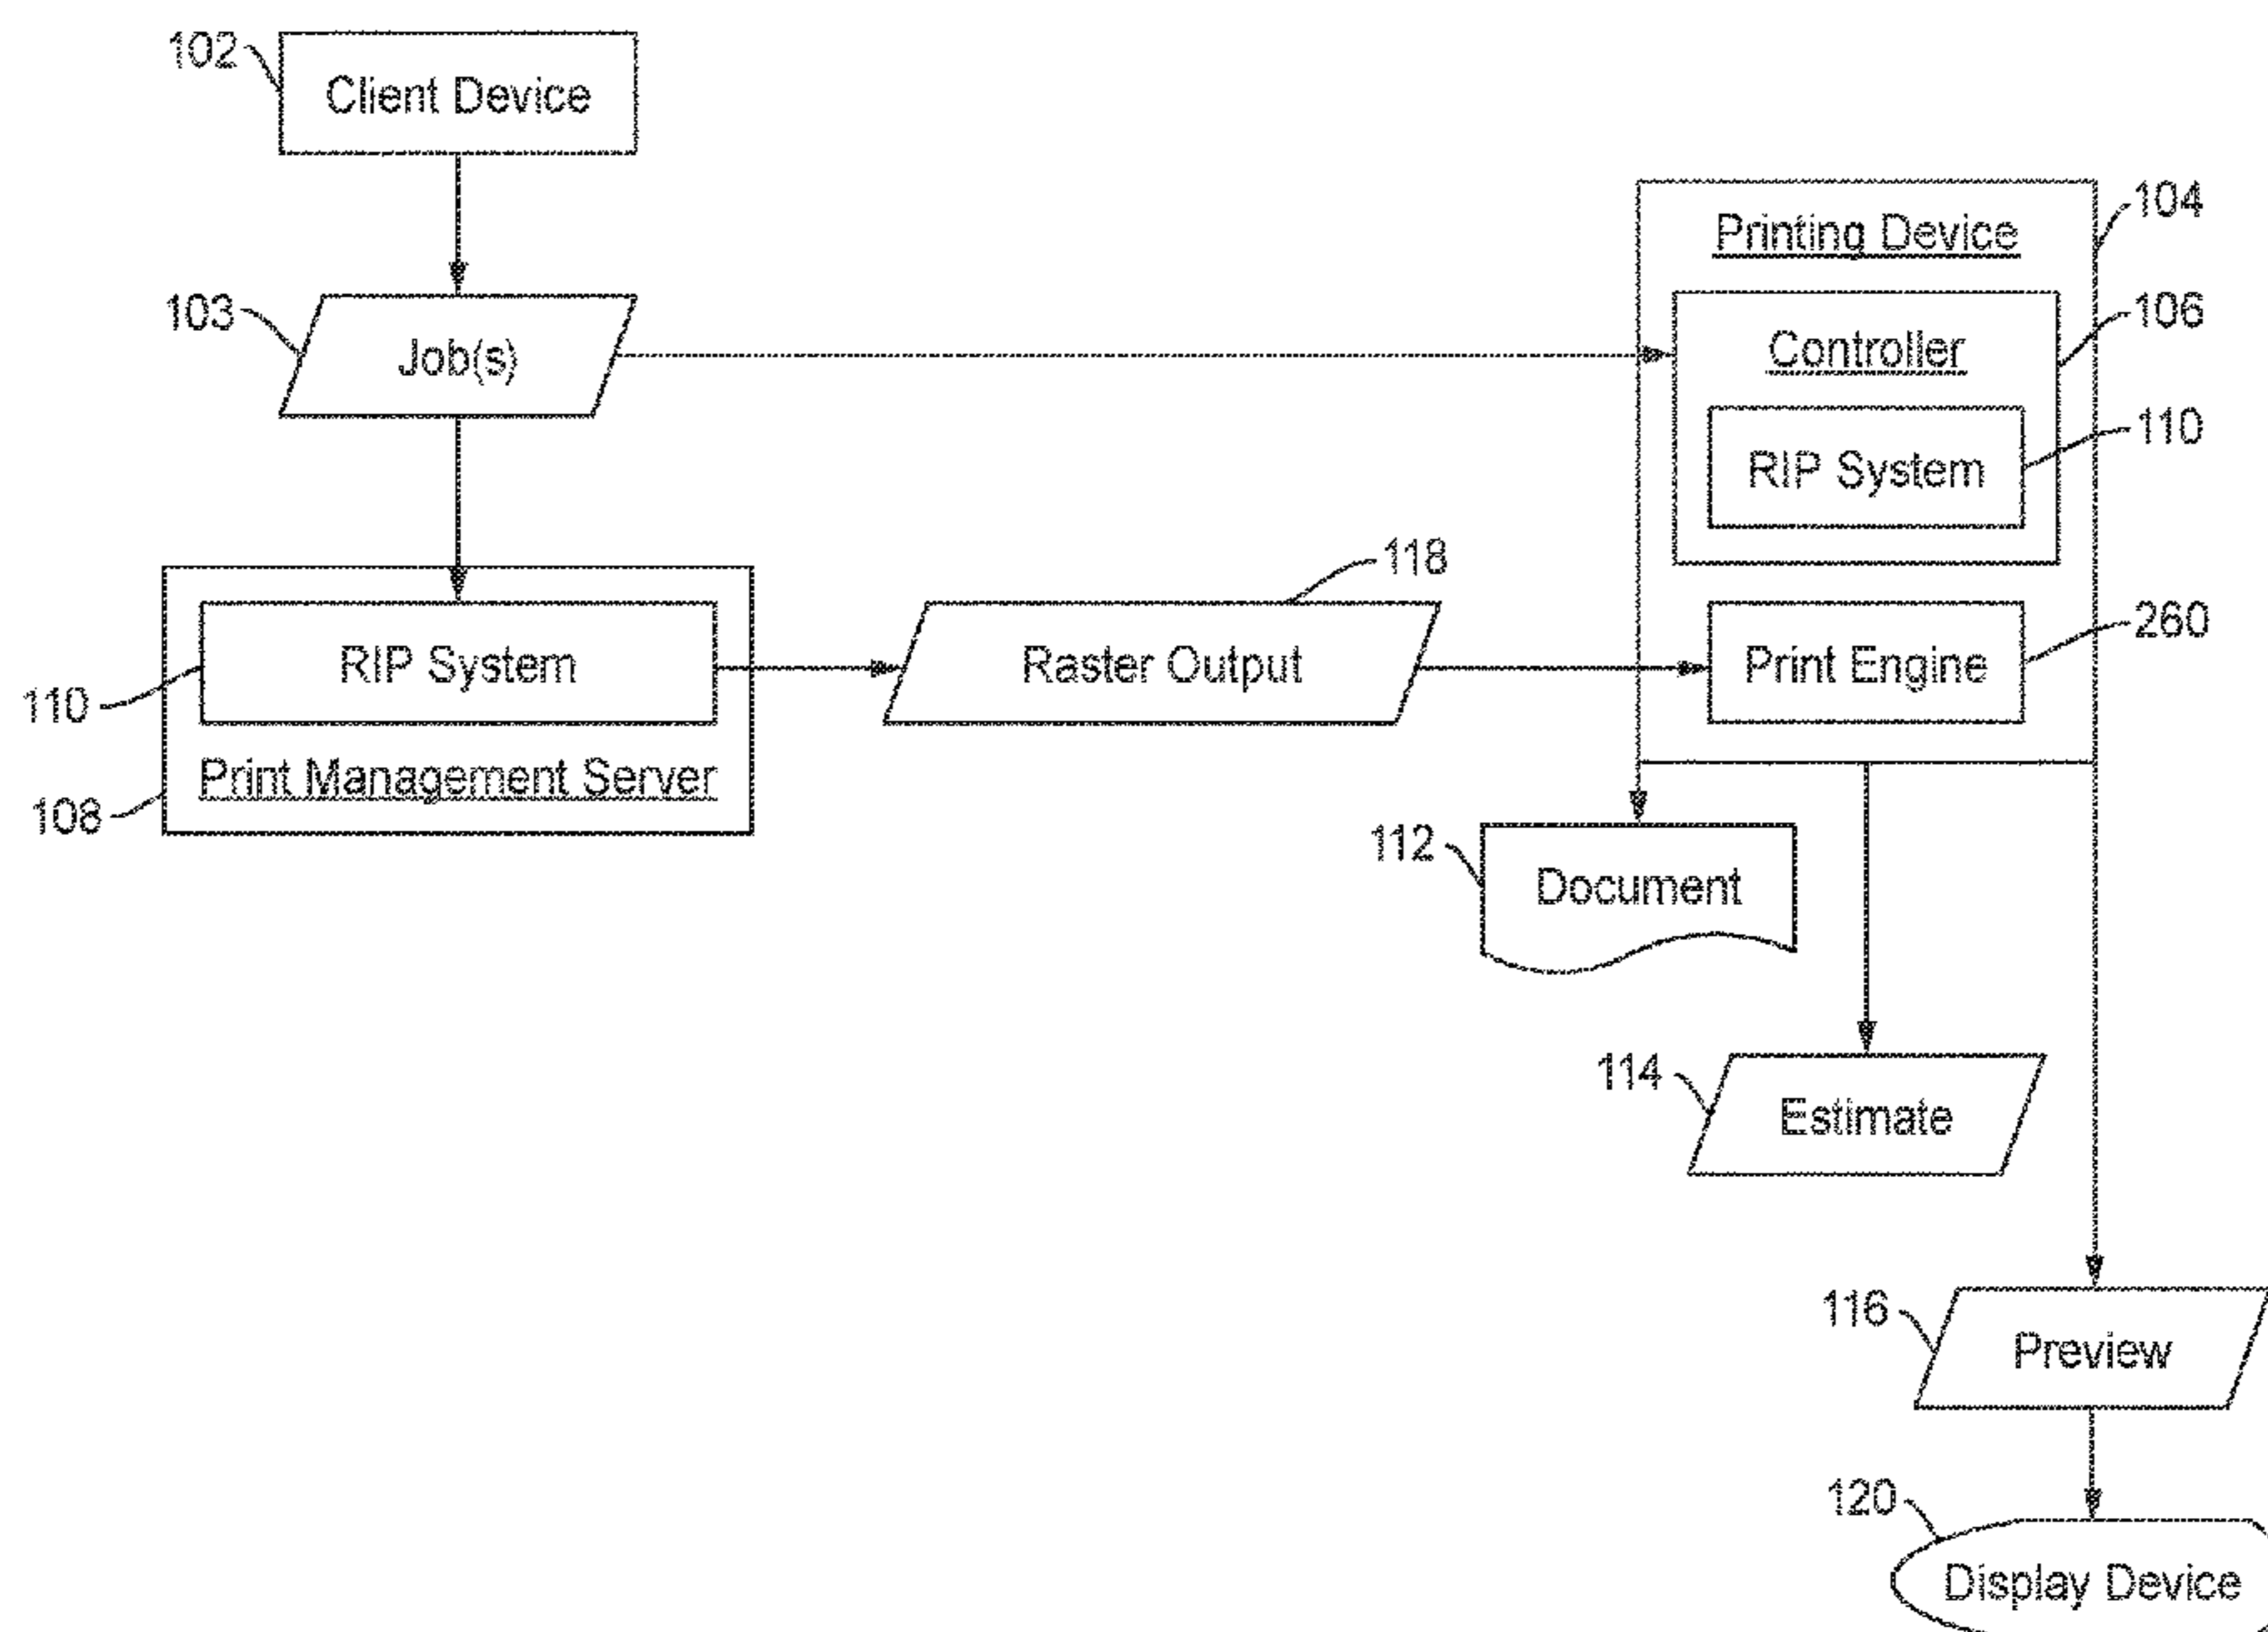 102
Client Device
104
Printing Device
103
Job(s)
106
Controller
110
RIP System
118
260
110
RIP System
Raster Output
Print Engine
Print Management Server
108
112
Document
114
Estimate
116
Preview
120
Display Device